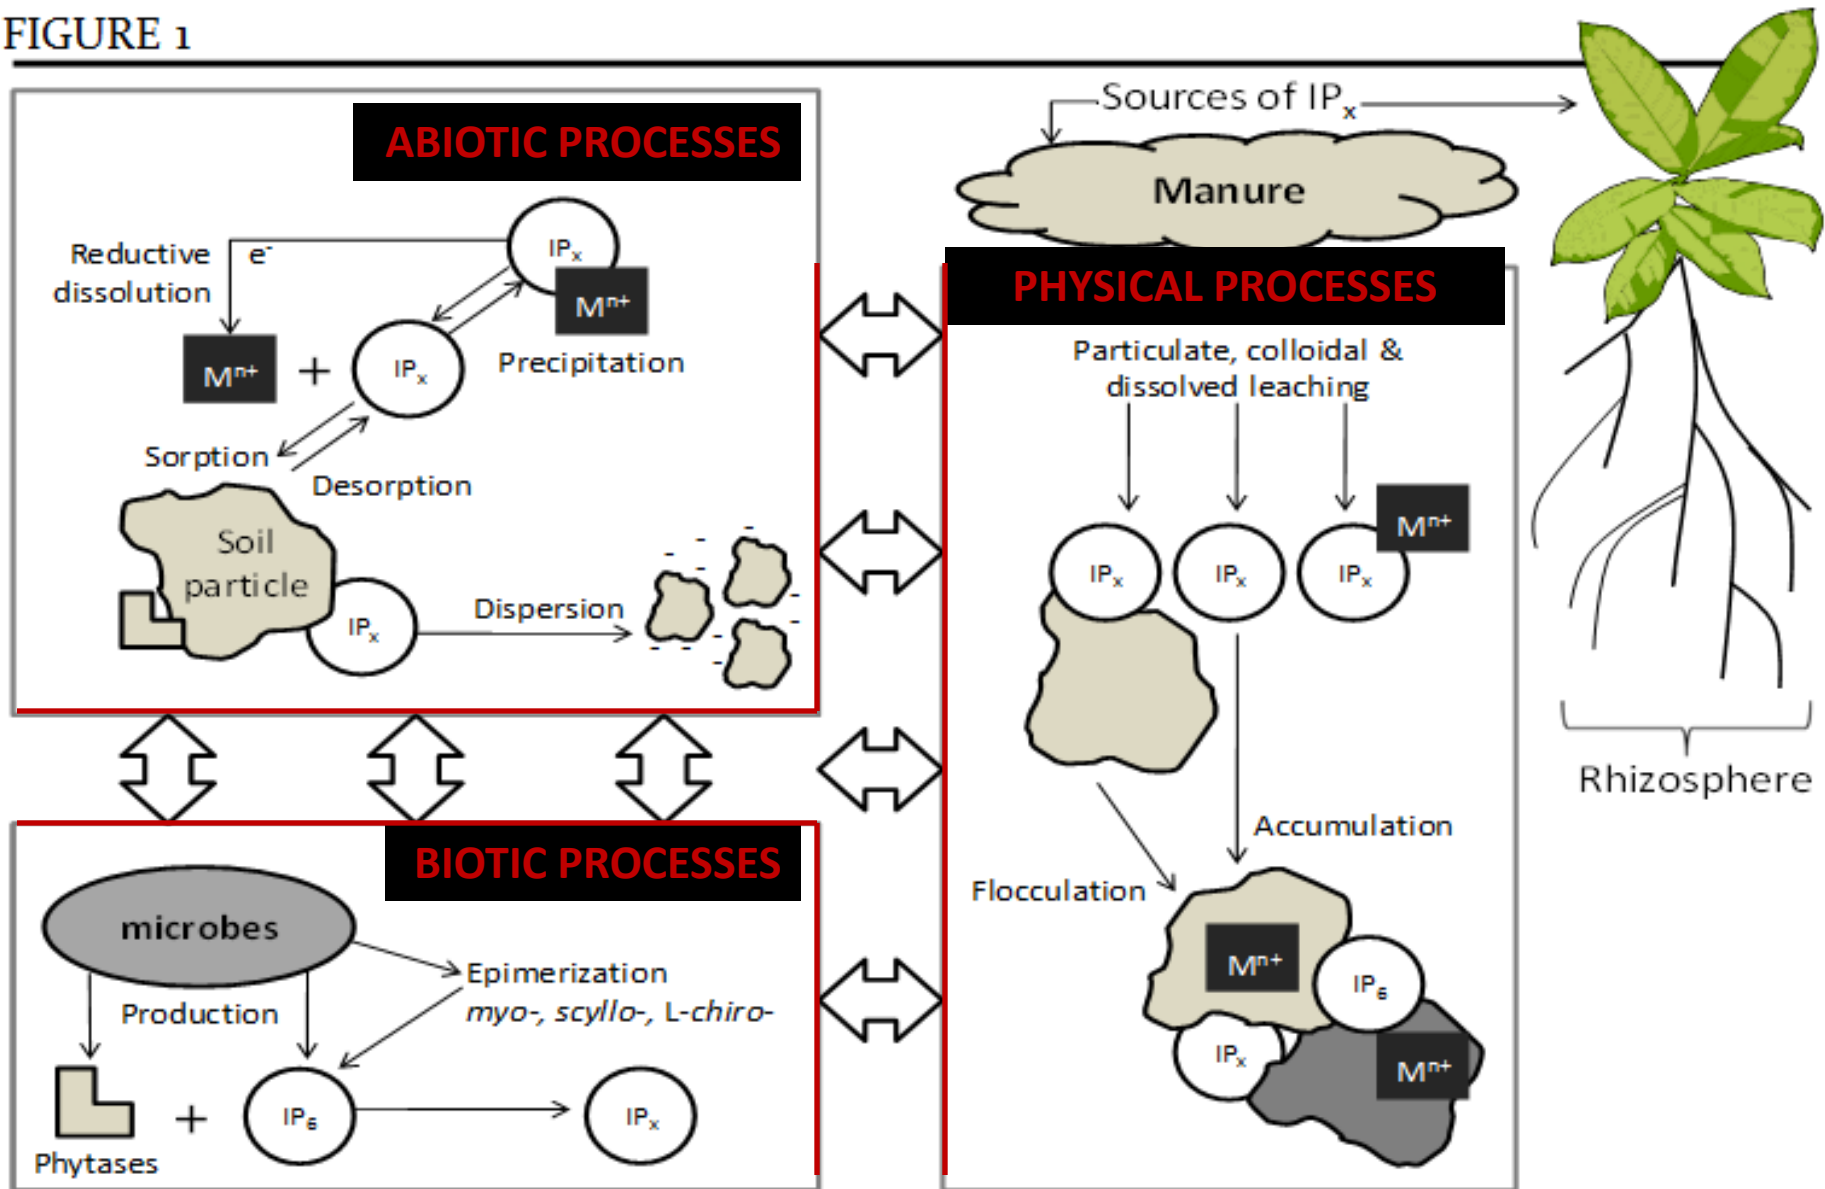 FIGURE 1
ABIOTIC PROCESSES
Reductive
dissolution
e⁻
IPₓ
Mⁿ⁺
Mⁿ⁺
+
IPₓ
Precipitation
Sorption
Desorption
Soil
particle
IPₓ
Dispersion
BIOTIC PROCESSES
microbes
Production
Epimerization
myo-, scyllo-, L-chiro-
Phytases
+
IP₆
IPₓ
Sources of IPₓ
Manure
PHYSICAL PROCESSES
Particulate, colloidal &
dissolved leaching
IPₓ
IPₓ
IPₓ
Mⁿ⁺
Accumulation
Flocculation
Mⁿ⁺
IP₆
IPₓ
Mⁿ⁺
Rhizosphere